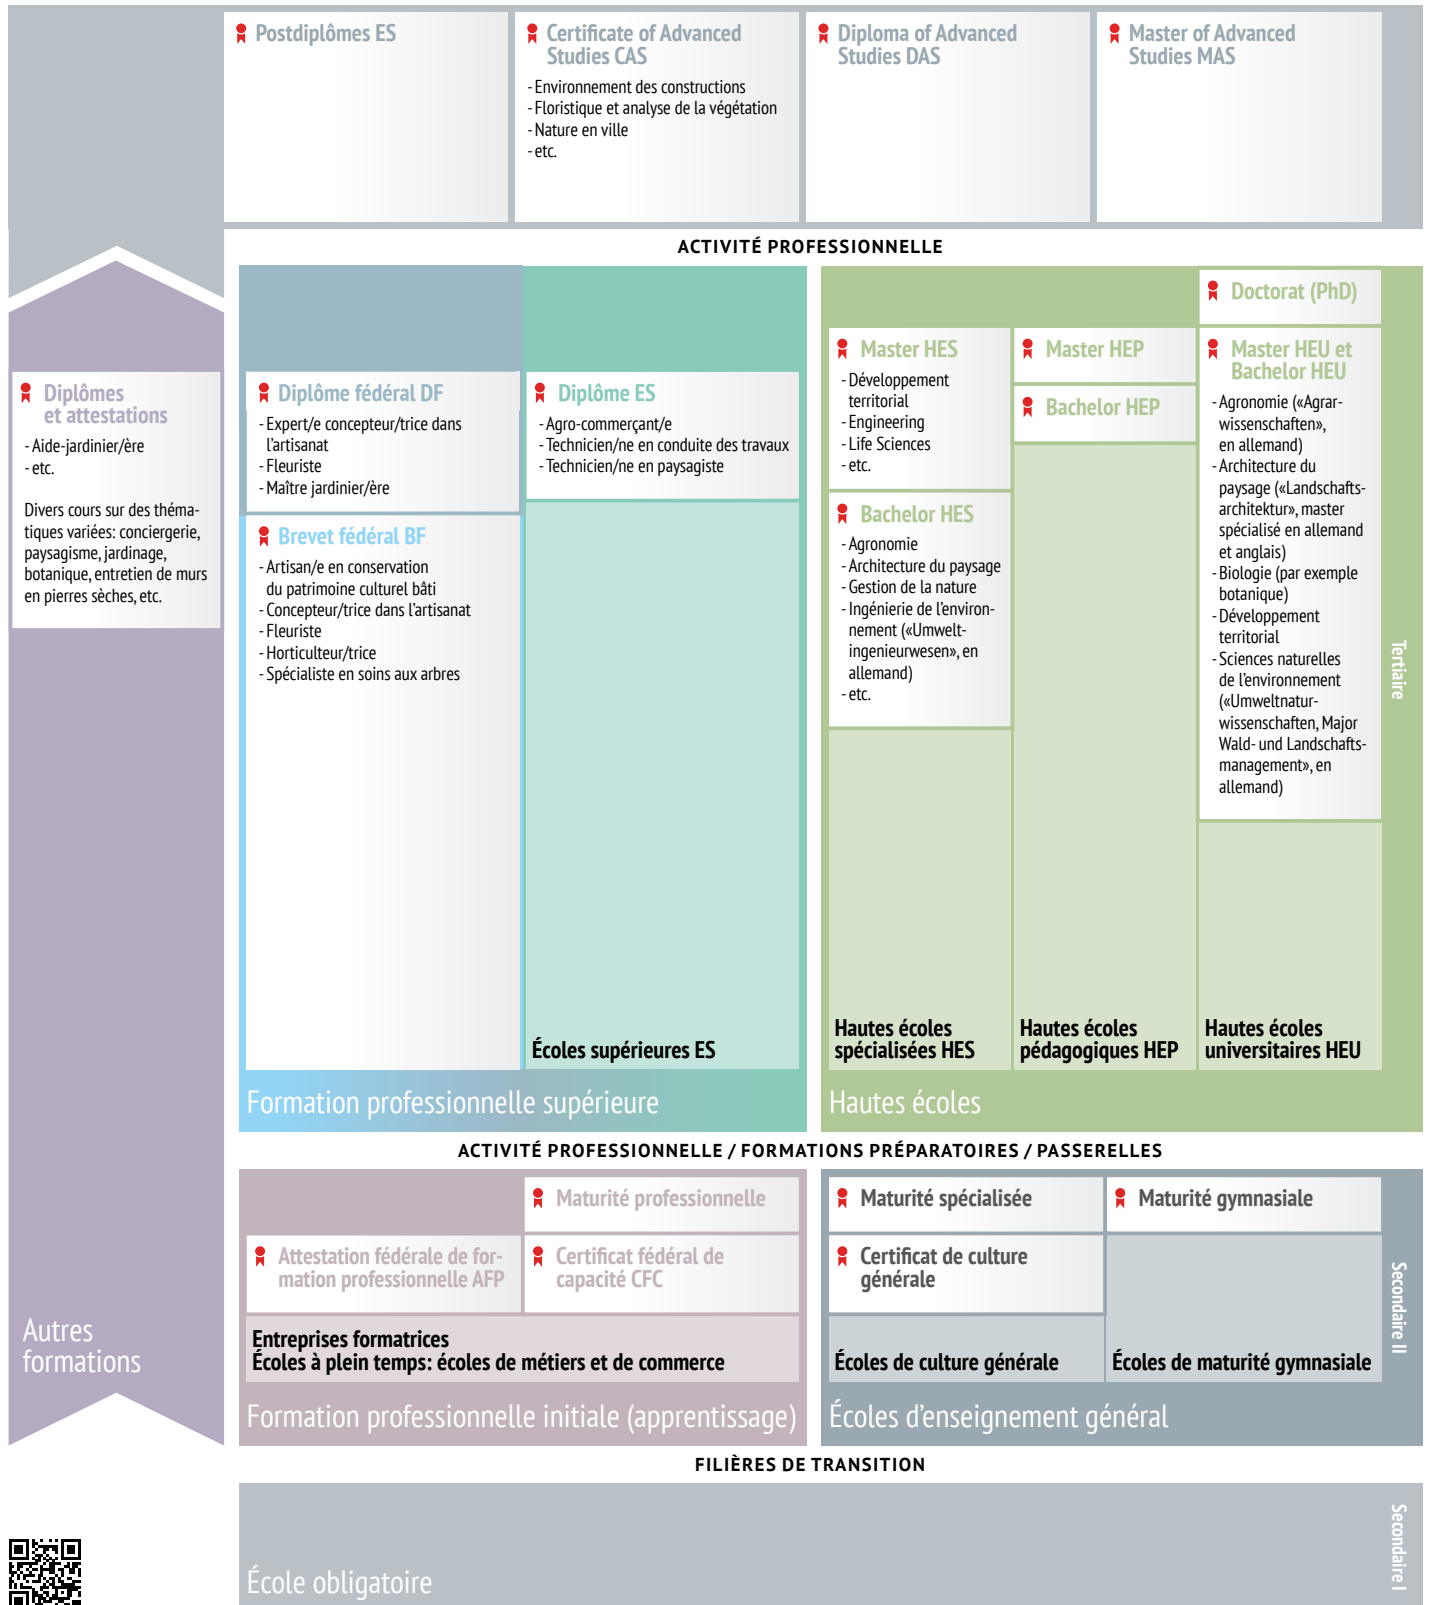 Postdiplômes ES
Certificate of Advanced
Studies CAS
- Environnement des constructions
- Floristique et analyse de la végétation
- Nature en ville
- etc.
Diploma of Advanced
Studies DAS
Master of Advanced
Studies MAS
ACTIVITÉ PROFESSIONNELLE
Diplômes
et attestations
- Aide-jardinier/ère
- etc.
Divers cours sur des théma-
tiques variées: conciergerie,
paysagisme, jardinage,
botanique, entretien de murs
en pierres sèches, etc.
Autres
formations
Diplôme fédéral DF
- Expert/e concepteur/trice dans
l'artisanat
- Fleuriste
- Maître jardinier/ère
Brevet fédéral BF
- Artisan/e en conservation
du patrimoine culturel bâti
- Concepteur/trice dans l'artisanat
- Fleuriste
- Horticulteur/trice
- Spécialiste en soins aux arbres
Diplôme ES
- Agro-commerçant/e
- Technicien/ne en conduite des travaux
- Technicien/ne en paysagiste
Écoles supérieures ES
Formation professionnelle supérieure
Master HES
- Développement
territorial
- Engineering
- Life Sciences
- etc.
Bachelor HES
- Agronomie
- Architecture du paysage
- Gestion de la nature
- Ingénierie de l'environ-
nement («Umwelt-
ingenieurwesen», en
allemand)
- etc.
Hautes écoles
spécialisées HES
Master HEP
Bachelor HEP
Hautes écoles
pédagogiques HEP
Doctorat (PhD)
Master HEU et
Bachelor HEU
- Agronomie («Agrar-
wissenschaften»,
en allemand)
- Architecture du
paysage («Landschafts-
architektur», master
spécialisé en allemand
et anglais)
- Biologie (par exemple
botanique)
- Développement
territorial
- Sciences naturelles
de l'environnement
(«Umweltnatur-
wissenschaften, Major
Wald- und Landschafts-
management», en
allemand)
Hautes écoles
universitaires HEU
Hautes écoles
Tertiaire
ACTIVITÉ PROFESSIONNELLE / FORMATIONS PRÉPARATOIRES / PASSERELLES
Maturité professionnelle
Attestation fédérale de for-
mation professionnelle AFP
Certificat fédéral de
capacité CFC
Entreprises formatrices
Écoles à plein temps: écoles de métiers et de commerce
Formation professionnelle initiale (apprentissage)
Maturité spécialisée
Maturité gymnasiale
Certificat de culture
générale
Écoles de culture générale
Écoles de maturité gymnasiale
Écoles d'enseignement général
Secondaire II
FILIÈRES DE TRANSITION
École obligatoire
Secondaire I